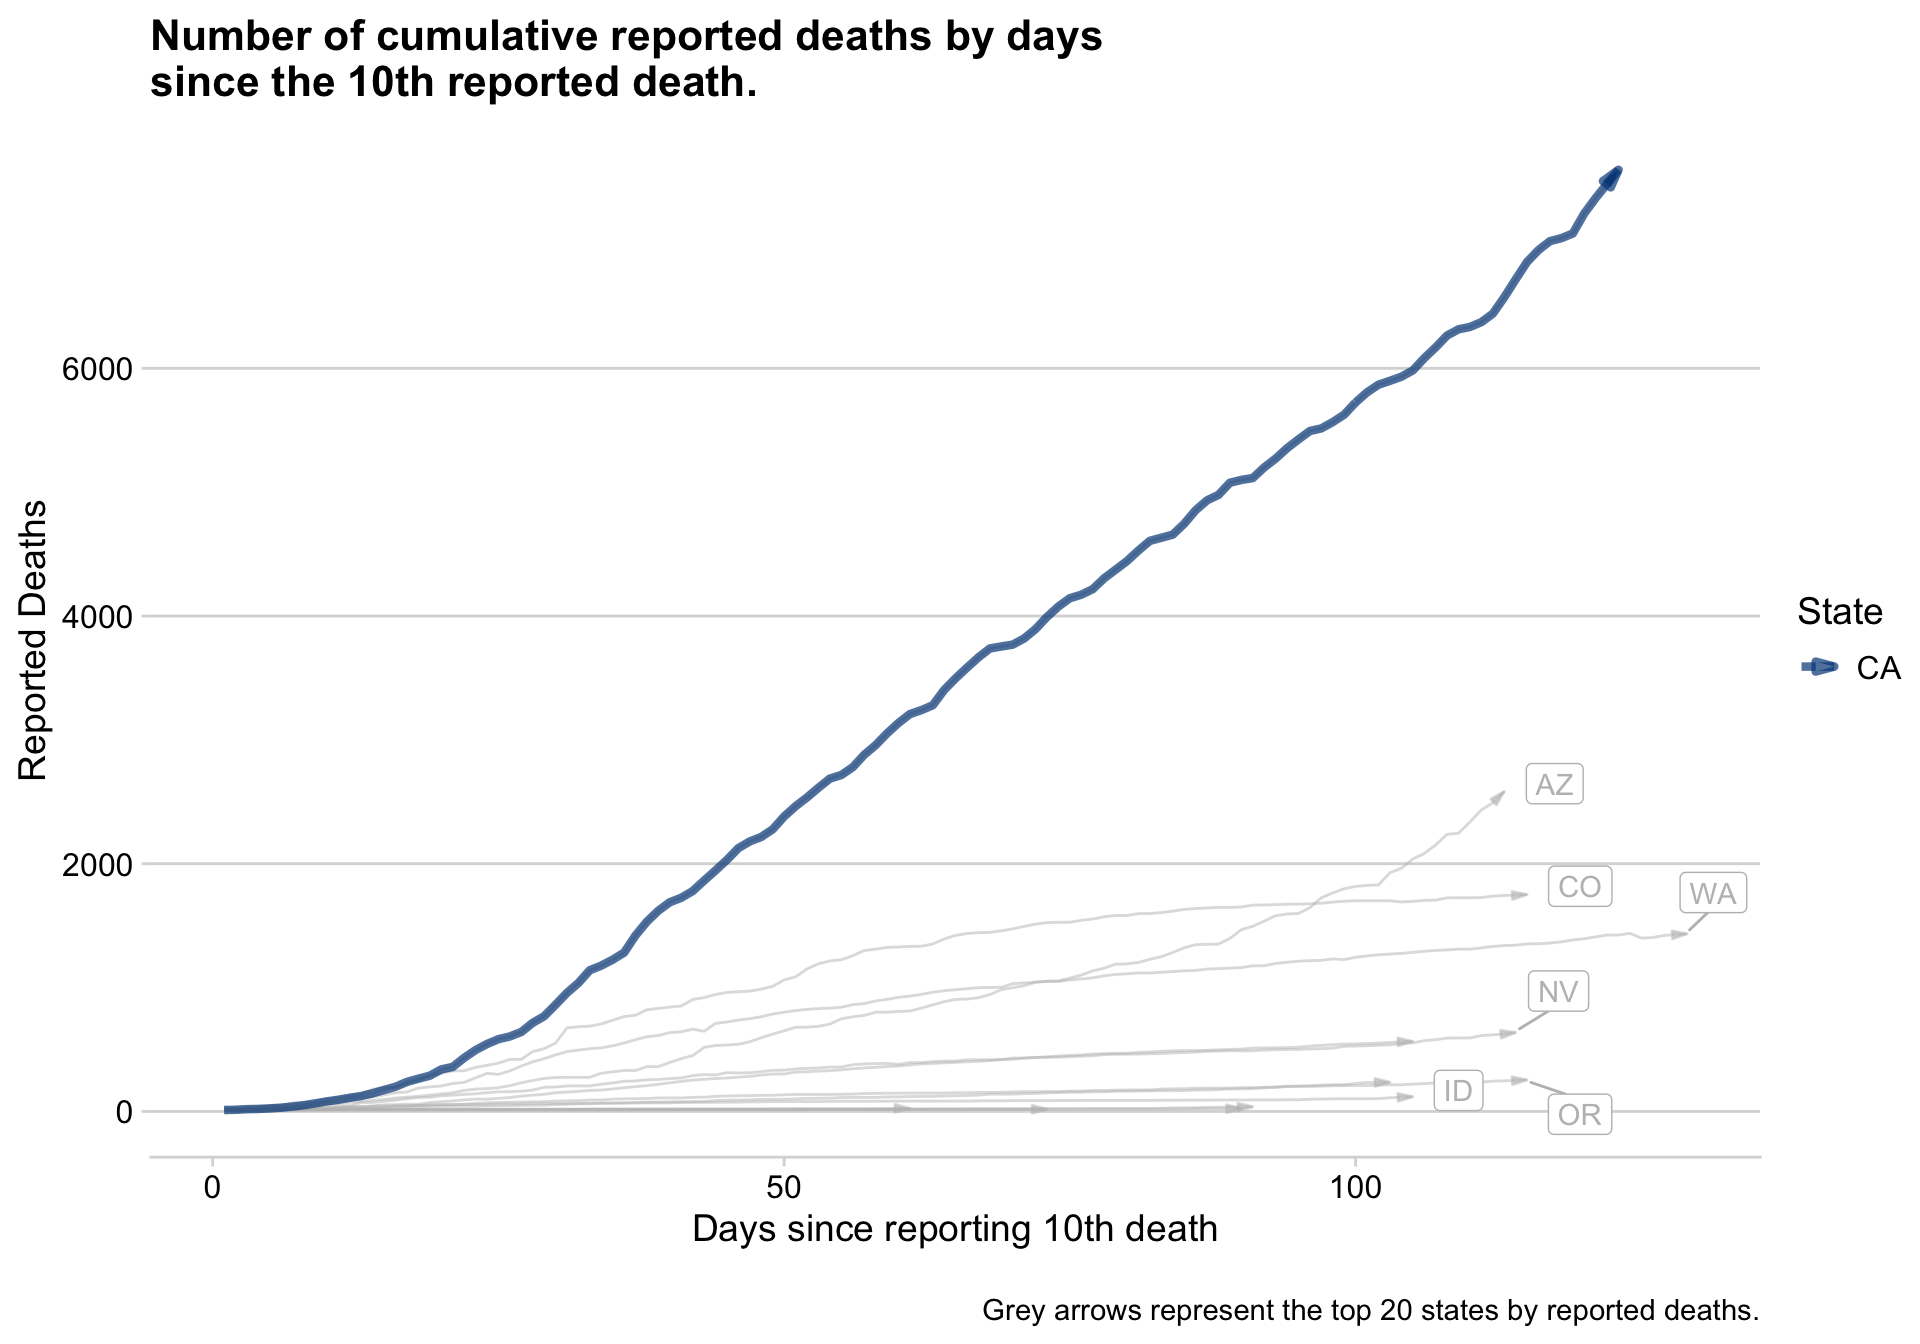 Number of cumulative reported deaths by days
since the 10th reported death.
Reported Deaths
6000
4000
2000
0
0
50
100
Days since reporting 10th death
AZ
CO
WA
NV
ID
OR
State
CA
Grey arrows represent the top 20 states by reported deaths.